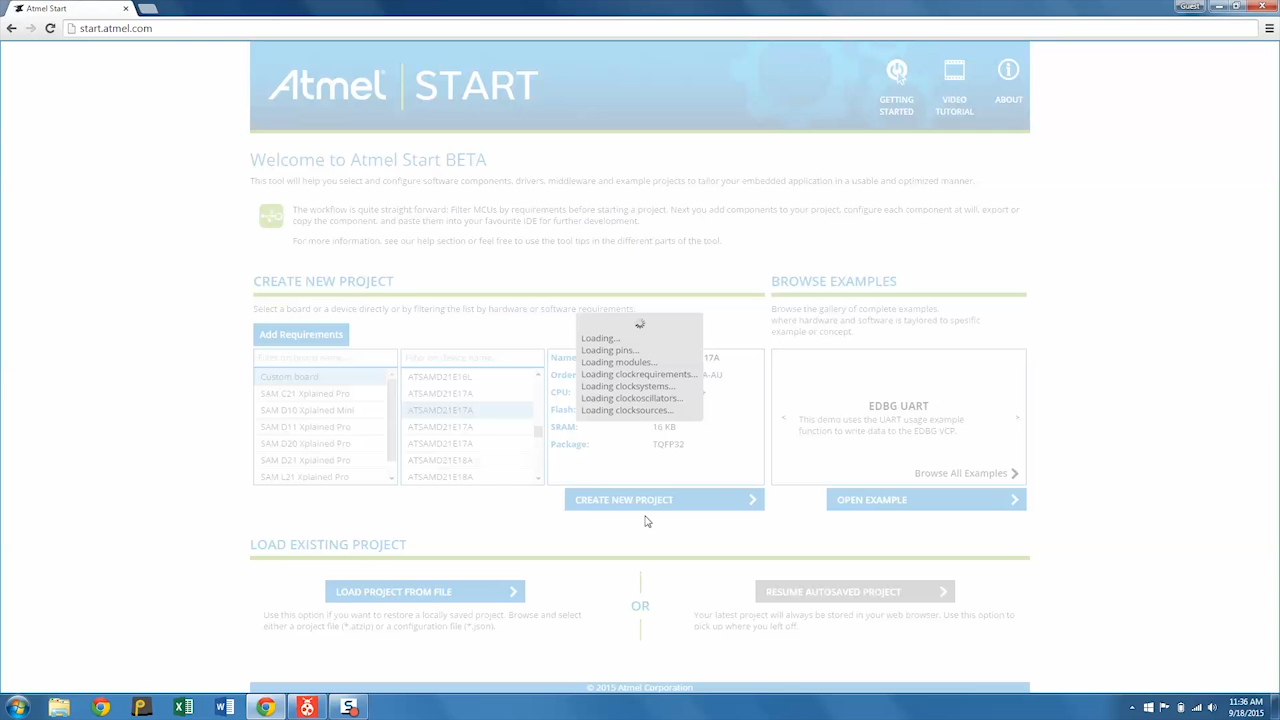 Atmel Start
Guest
start.atmel.com
Atmel | START
GETTING STARTED
VIDEO TUTORIAL
ABOUT
Welcome to Atmel Start BETA
This tool will help you select and configure software components, drivers, middleware and example projects to tailor your embedded application in a usable and optimized manner.
The workflow is quite straight forward; Filter MCUs by requirements before starting a project. Next you add components to your project, configure each component at will, export or
copy the component, and paste them into your favourite IDE for further development.
For more information, see our help section or feel free to use the tool tips in the different parts of the tool.
CREATE NEW PROJECT
Select a board or a device directly or by filtering the list by hardware or software requirements.
Add Requirements
Custom board
SAM C21 Xplained Pro
SAM D10 Xplained Mini
SAM D11 Xplained Pro
SAM D20 Xplained Pro
SAM D21 Xplained Pro
SAM L21 Xplained Pro
ATSAMD21E16L
ATSAMD21E17A
ATSAMD21E17A
ATSAMD21E17A
ATSAMD21E17A
ATSAMD21E18A
ATSAMD21E18A
Name
17A
Order
A-AU
CPU:
Flash:
SRAM: 16 KB
Package: TQFP32
Loading...
Loading pins...
Loading modules...
Loading clockrequirements...
Loading clocksystems...
Loading clockoscillators...
Loading clocksources...
CREATE NEW PROJECT
BROWSE EXAMPLES
Browse the gallery of complete examples,
where hardware and software is taylored to spetific
example or concept.
EDBG UART
This demo uses the UART usage example
function to write data to the EDBG VCP.
Browse All Examples
OPEN EXAMPLE
LOAD EXISTING PROJECT
LOAD PROJECT FROM FILE
Use this option if you want to restore a locally saved project. Browse and select
either a project file (*.atzip) or a configuration file (*.json).
OR
RESUME AUTOSAVED PROJECT
Your latest project will always be stored in your web browser. Use this option to
pick up where you left off.
© 2015 Atmel Corporation
11:36 AM
9/18/2015